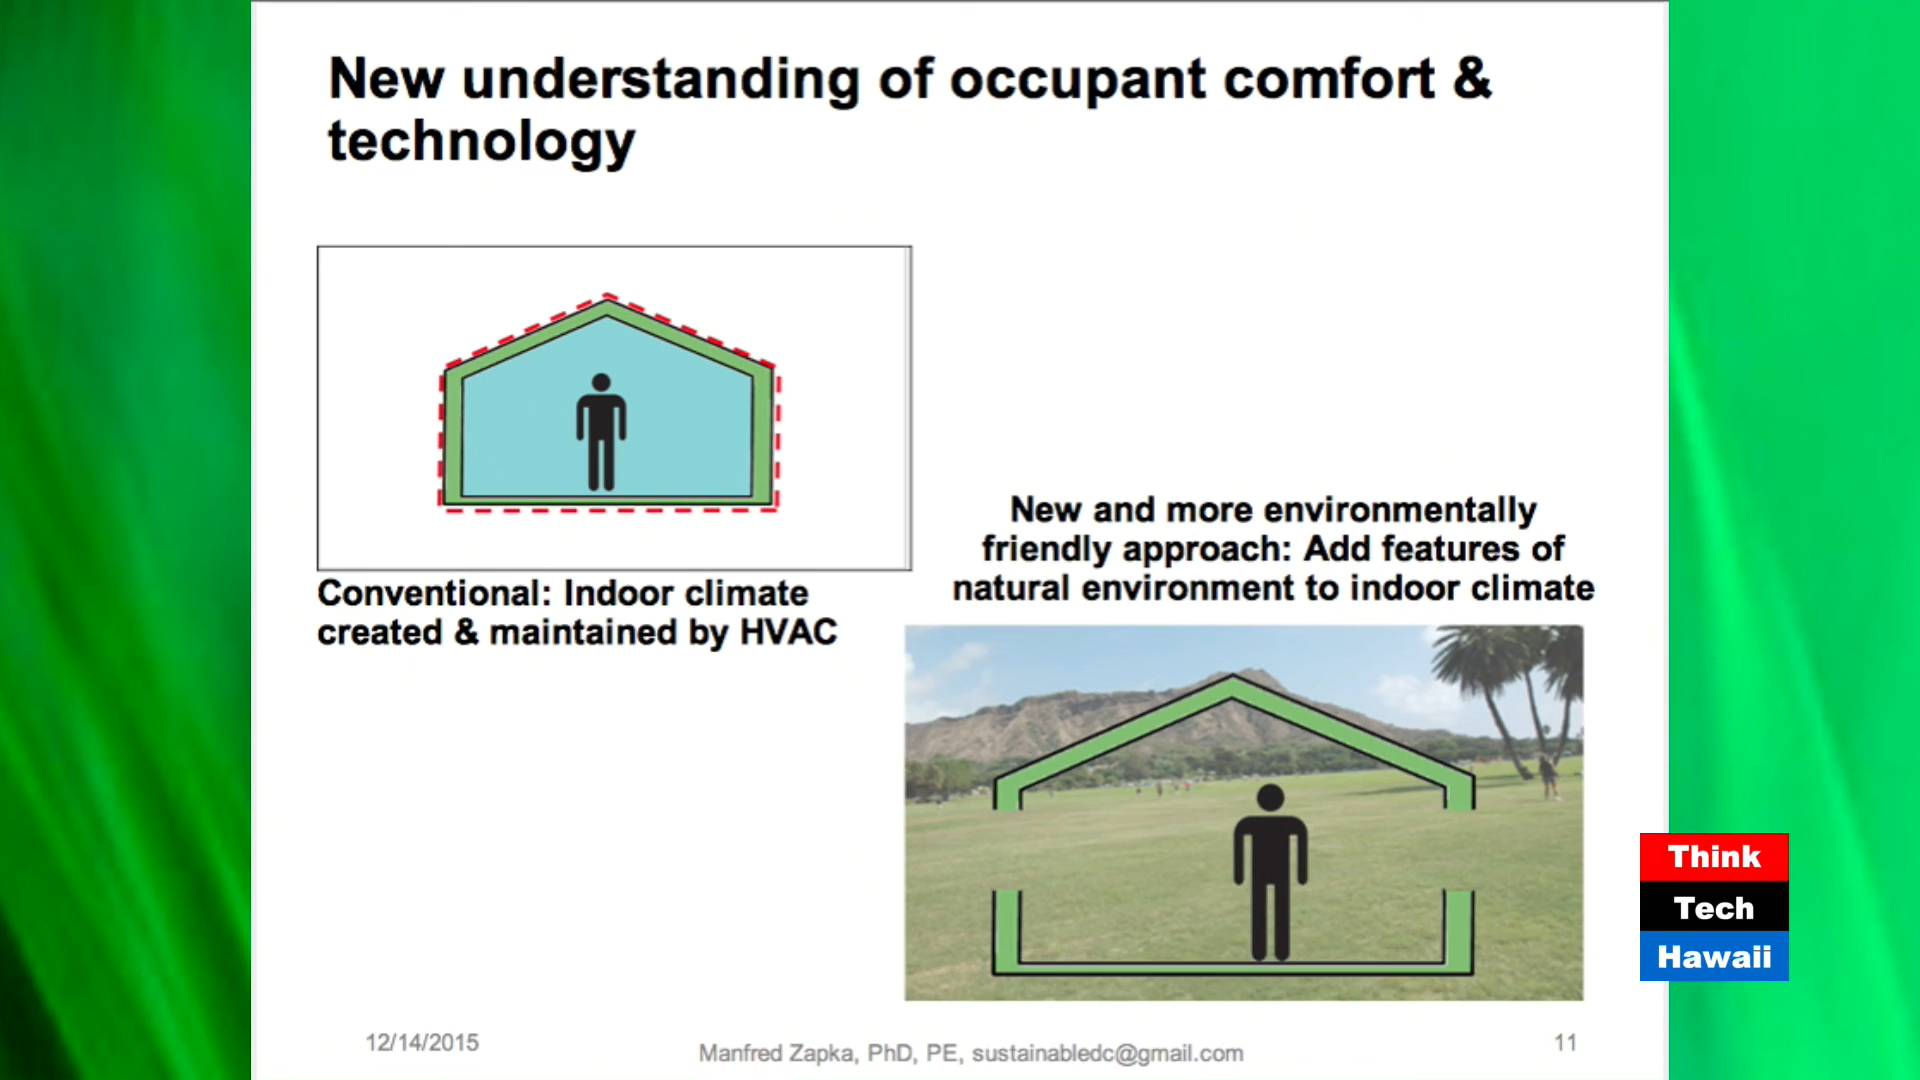 New understanding of occupant comfort &
technology
Conventional: Indoor climate
created & maintained by HVAC
New and more environmentally
friendly approach: Add features of
natural environment to indoor climate
Think
Tech
Hawaii
12/14/2015
Manfred Zapka, PhD, PE, sustainabledc@gmail.com
11